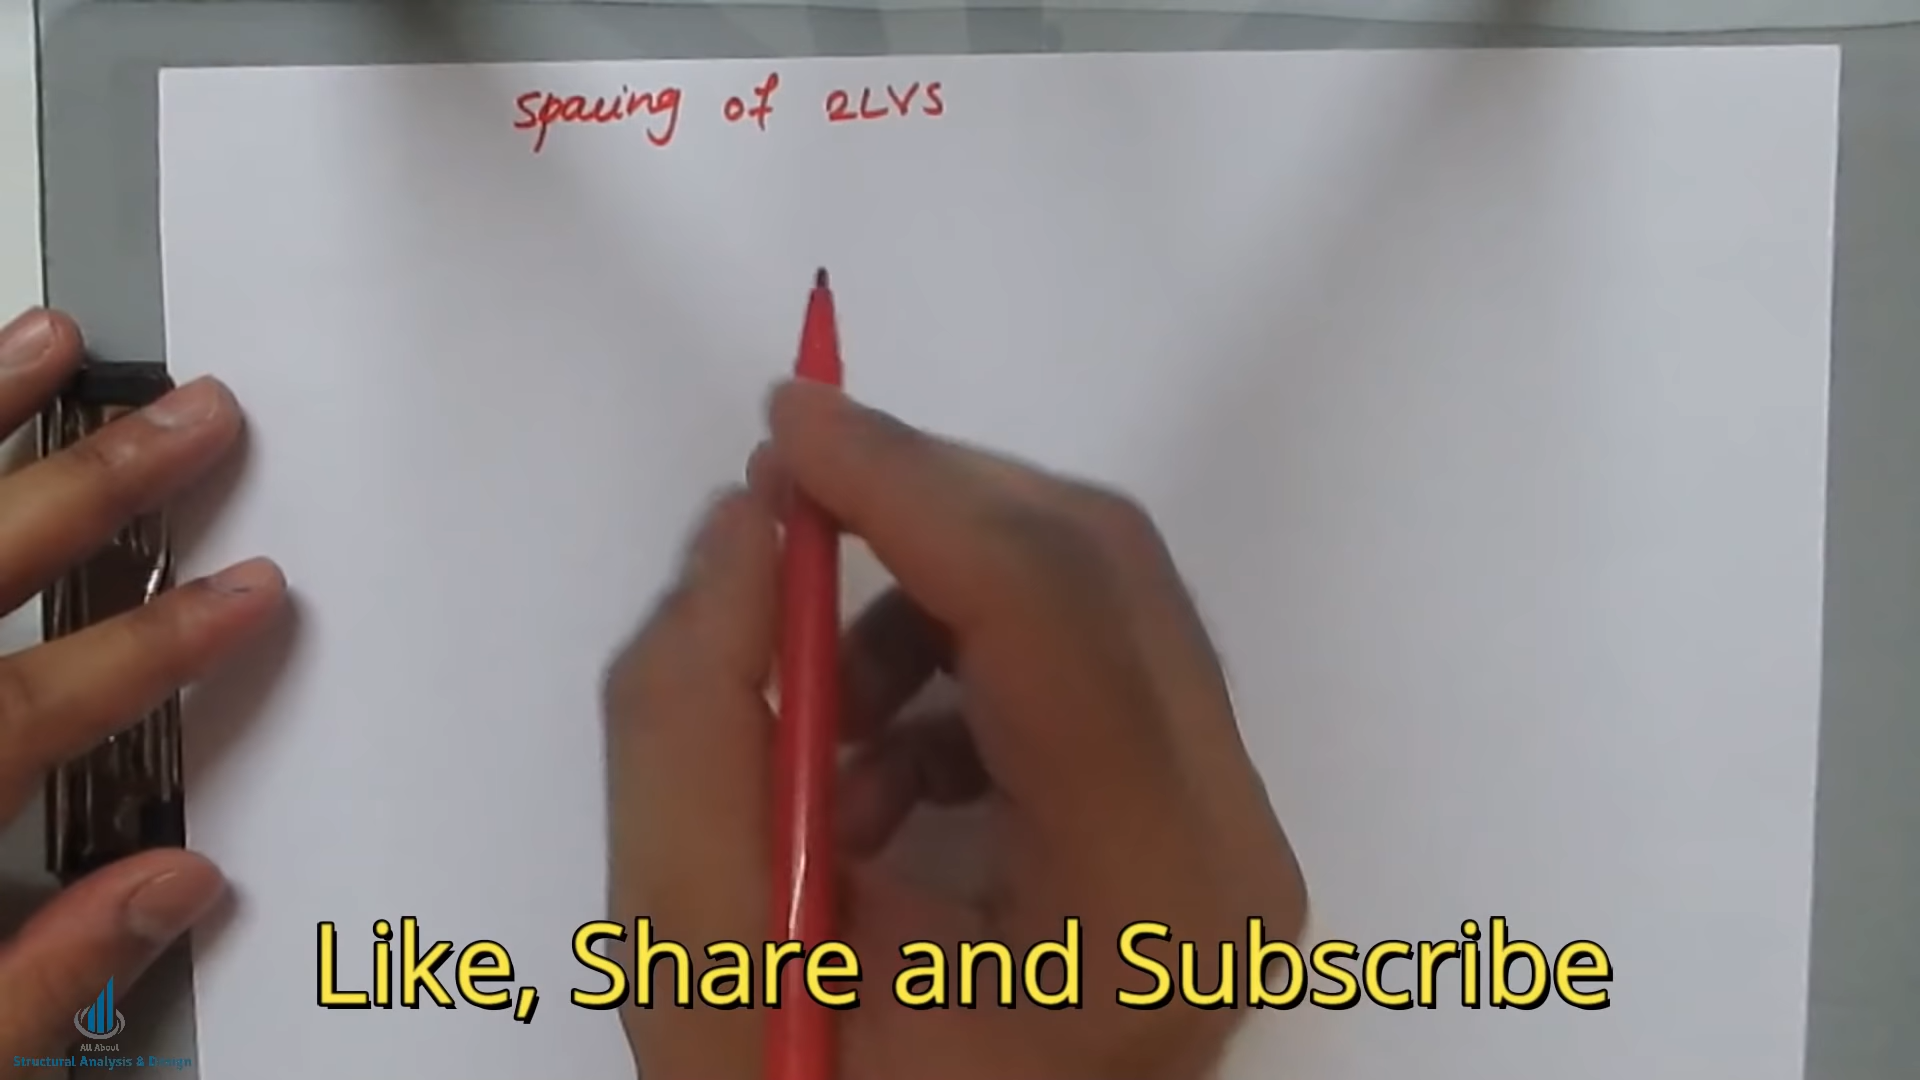 spacing of 2LVS
Like, Share and Subscribe
All About
Structural Analysis & Design